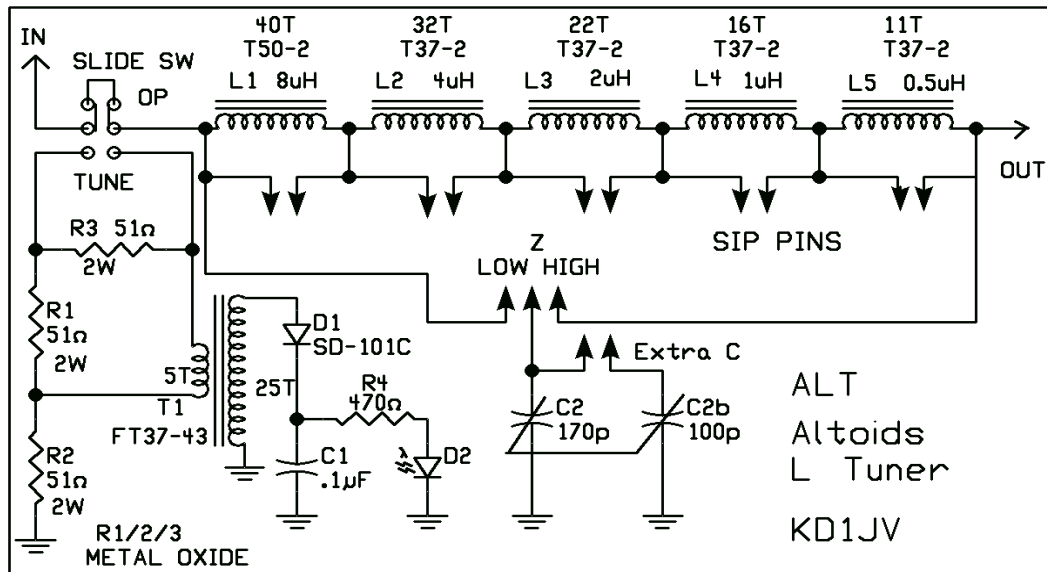 IN
SLIDE SW
OP
TUNE
40T
T50-2
L1 8uH
32T
T37-2
L2 4uH
22T
T37-2
L3 2uH
16T
T37-2
L4 1uH
11T
T37-2
L5 0.5uH
OUT
SIP PINS
Z
LOW HIGH
R3 51Ω
2W
R1
51Ω
2W
5T
T1
FT37-43
25T
D1
SD-101C
R4
470Ω
D2
C1
.1µF
R2
51Ω
2W
R1/2/3
METAL OXIDE
Extra C
C2
170p
C2b
100p
ALT
Altoids
L Tuner
KD1JV